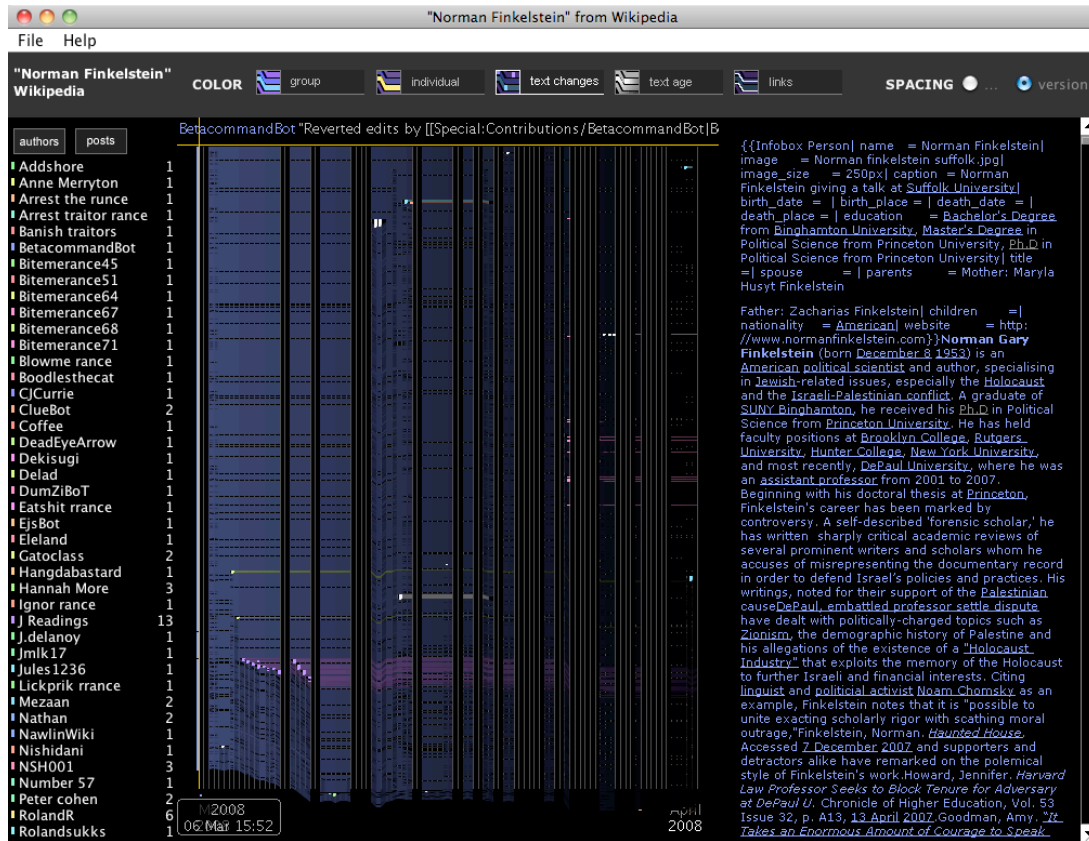 "Norman Finkelstein" from Wikipedia
File Help
"Norman Finkelstein"
Wikipedia
COLOR group individual text changes text age links SPACING ... version
authors posts
BetacommandBot "Reverted edits by [[Special:Contributions/BetacommandBot|B
Addshore 1
Anne Merryton 1
Arrest the runce 1
Arrest traitor rance 1
Banish traitors 1
BetacommandBot 1
Bitemerance45 1
Bitemerance51 1
Bitemerance64 1
Bitemerance67 1
Bitemerance68 1
Bitemerance71 1
Blowme rance 1
Boodlesthecat 1
CJCurrie 1
ClueBot 2
Coffee 1
DeadEyeArrow 1
Dekisugi 1
Delad 1
DumZiBoT 1
Eatshit rrance 1
EjsBot 1
Eleland 1
Gatoclass 2
Hangdabastard 1
Hannah More 3
Ignor rance 1
J Readings 13
J.delanoy 1
Jmlk17 1
Jules1236 1
Lickprik rrance 1
Mezaan 2
Nathan 2
NawlinWiki 1
Nishidani 1
NSH001 3
Number 57 1
Peter cohen 2
RolandR 6
Rolandsukks 1
2008
06 Mar 15:52
April
2008
{{Infobox Person| name = Norman Finkelstein|
image = Norman finkelstein suffolk.jpg|
image_size = 250px| caption = Norman
Finkelstein giving a talk at Suffolk University|
birth_date = | birth_place = | death_date = |
death_place = | education = Bachelor's Degree
from Binghamton University, Master's Degree in
Political Science from Princeton University, Ph.D in
Political Science from Princeton University| title
=| spouse = | parents = Mother: Maryla
Husyt Finkelstein
Father: Zacharias Finkelstein| children =|
nationality = American| website = http:
//www.normanfinkelstein.com}}Norman Gary
Finkelstein (born December 8 1953) is an
American political scientist and author, specialising
in Jewish-related issues, especially the Holocaust
and the Israeli-Palestinian conflict. A graduate of
SUNY Binghamton, he received his Ph.D in Political
Science from Princeton University. He has held
faculty positions at Brooklyn College, Rutgers
University, Hunter College, New York University,
and most recently, DePaul University, where he was
an assistant professor from 2001 to 2007.
Beginning with his doctoral thesis at Princeton,
Finkelstein's career has been marked by
controversy. A self-described 'forensic scholar,' he
has written sharply critical academic reviews of
several prominent writers and scholars whom he
accuses of misrepresenting the documentary record
in order to defend Israel's policies and practices. His
writings, noted for their support of the Palestinian
causeDePaul, embattled professor settle dispute
have dealt with politically-charged topics such as
Zionism, the demographic history of Palestine and
his allegations of the existence of a "Holocaust
Industry" that exploits the memory of the Holocaust
to further Israeli and financial interests. Citing
linguist and politicial activist Noam Chomsky as an
example, Finkelstein notes that it is "possible to
unite exacting scholarly rigor with scathing moral
outrage,"Finkelstein, Norman. Haunted House.
Accessed 7 December 2007 and supporters and
detractors alike have remarked on the polemical
style of Finkelstein's work.Howard, Jennifer. Harvard
Law Professor Seeks to Block Tenure for Adversary
at DePaul U. Chronicle of Higher Education, Vol. 53
Issue 32, p. A13, 13 April 2007.Goodman, Amy. "It
Takes an Enormous Amount of Courage to Speak